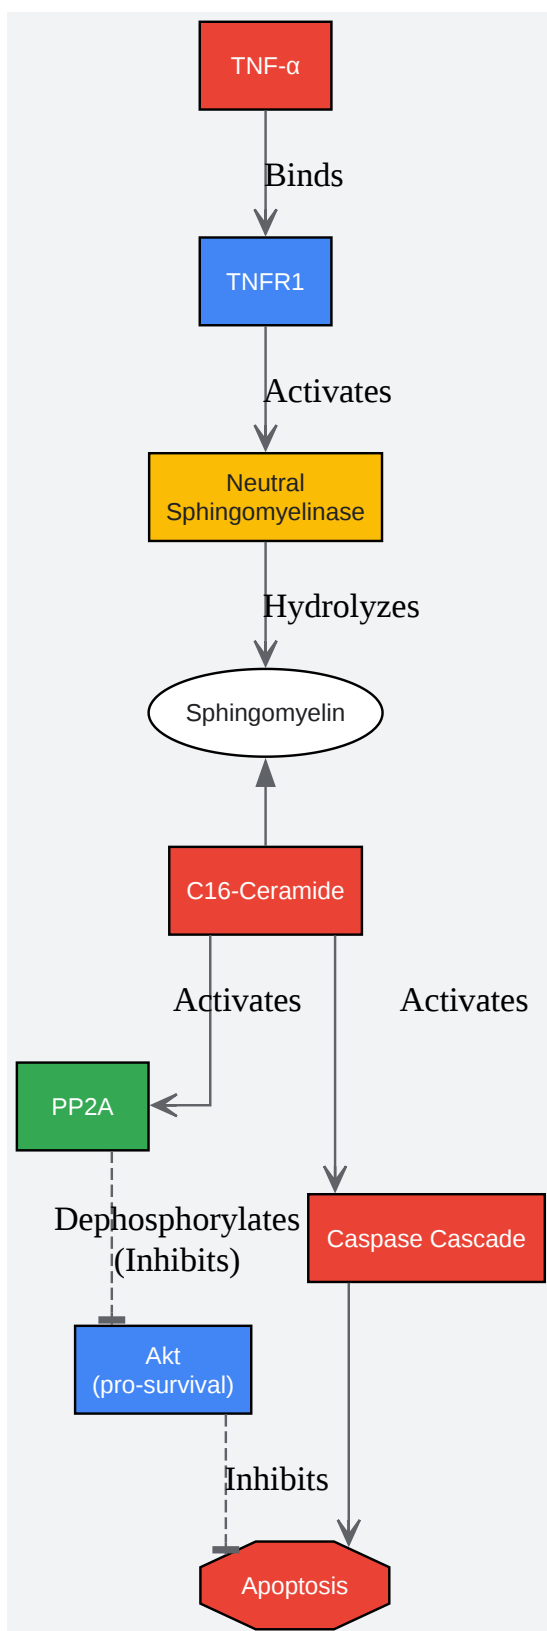 TNF-α
Binds
TNFR1
Activates
Neutral
Sphingomyelinase
Hydrolyzes
Sphingomyelin
C16-Ceramide
Activates
Activates
PP2A
Dephosphorylates
(Inhibits)
Caspase Cascade
Akt
(pro-survival)
Inhibits
Apoptosis